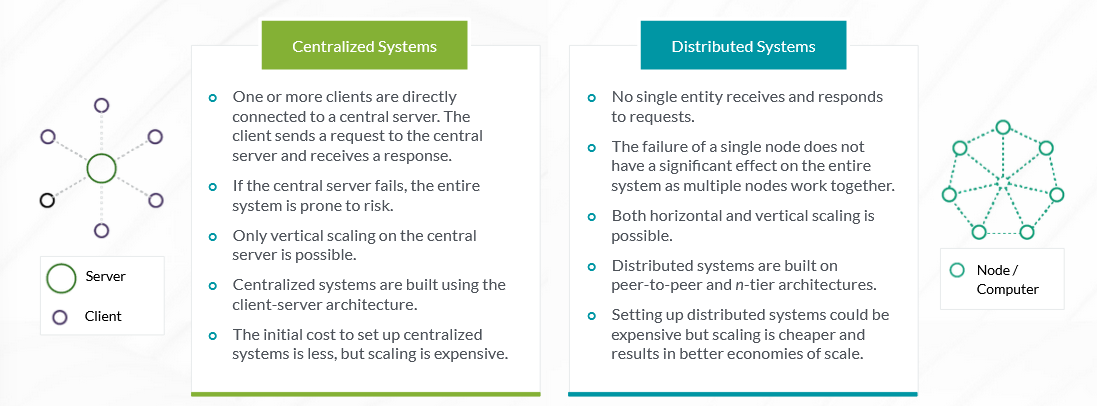 Centralized Systems
One or more clients are directly
connected to a central server. The
client sends a request to the central
server and receives a response.
If the central server fails, the entire
system is prone to risk.
Only vertical scaling on the central
server is possible.
Centralized systems are built using the
client-server architecture.
The initial cost to set up centralized
systems is less, but scaling is expensive.
Server
Client
Distributed Systems
No single entity receives and responds
to requests.
The failure of a single node does not
have a significant effect on the entire
system as multiple nodes work together.
Both horizontal and vertical scaling is
possible.
Distributed systems are built on
peer-to-peer and n-tier architectures.
Setting up distributed systems could be
expensive but scaling is cheaper and
results in better economies of scale.
Node /
Computer